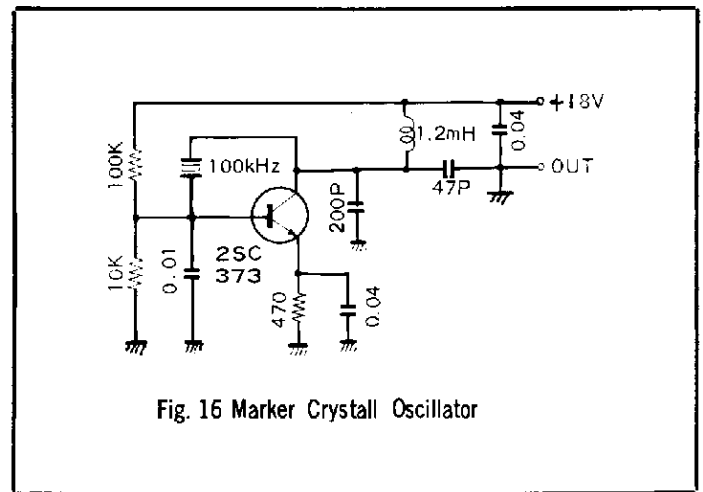 +18V
0.04
1.2mH
OUT
47P
100K
100kHz
200P
10K
0.01
2SC
373
470
0.04
Fig. 16 Marker Crystall Oscillator